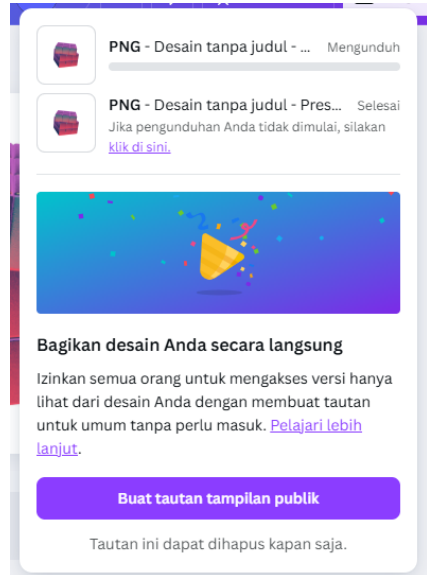 PNG - Desain tanpa judul - ... Mengunduh
PNG - Desain tanpa judul - Pres... Selesai
Jika pengunduhan Anda tidak dimulai, silakan
klik di sini.
Bagikan desain Anda secara langsung
Izinkan semua orang untuk mengakses versi hanya
lihat dari desain Anda dengan membuat tautan
untuk umum tanpa perlu masuk. Pelajari lebih
lanjut.
Buat tautan tampilan publik
Tautan ini dapat dihapus kapan saja.